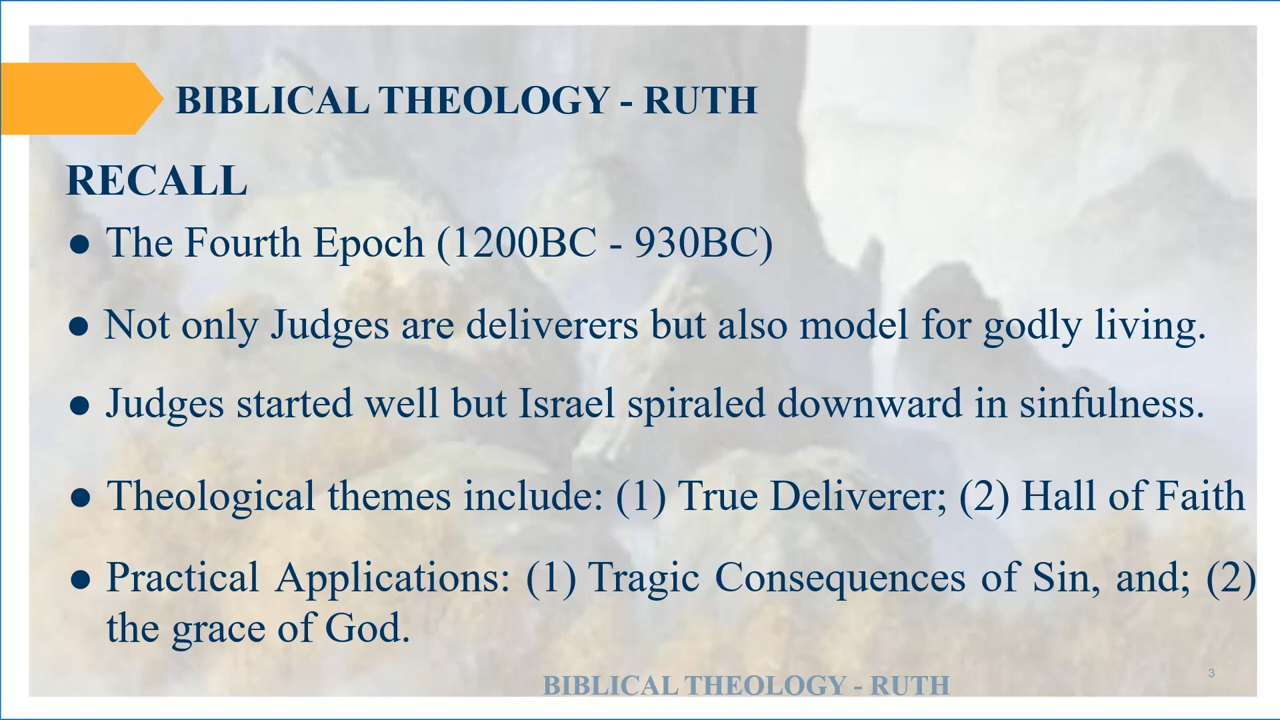 BIBLICAL THEOLOGY - RUTH
RECALL
● The Fourth Epoch (1200BC - 930BC)
● Not only Judges are deliverers but also model for godly living.
● Judges started well but Israel spiraled downward in sinfulness.
● Theological themes include: (1) True Deliverer; (2) Hall of Faith
● Practical Applications: (1) Tragic Consequences of Sin, and; (2)
the grace of God.
3
BIBLICAL THEOLOGY - RUTH